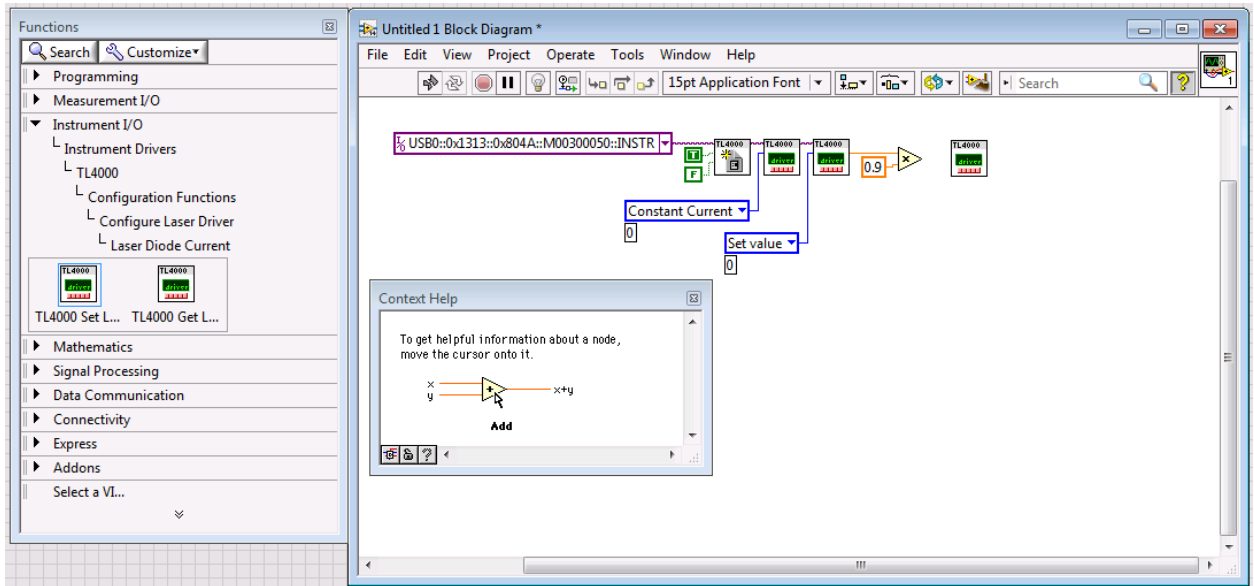 Functions
Search Customize
Programming
Measurement I/O
Instrument I/O
Instrument Drivers
TL4000
Configuration Functions
Configure Laser Driver
Laser Diode Current
TL4000 TL4000
driver driver
TL4000 Set L... TL4000 Get L...
Mathematics
Signal Processing
Data Communication
Connectivity
Express
Addons
Select a VI...
Untitled 1 Block Diagram *
File Edit View Project Operate Tools Window Help
15pt Application Font Search ?
1
I/O USB0::0x1313::0x804A::M00300050::INSTR
TL4000 TL4000 TL4000 TL4000
T driver driver 0.9 x driver
F
Constant Current
0
Set value
0
Context Help
To get helpful information about a node,
move the cursor onto it.
x
y + x+y
Add
?